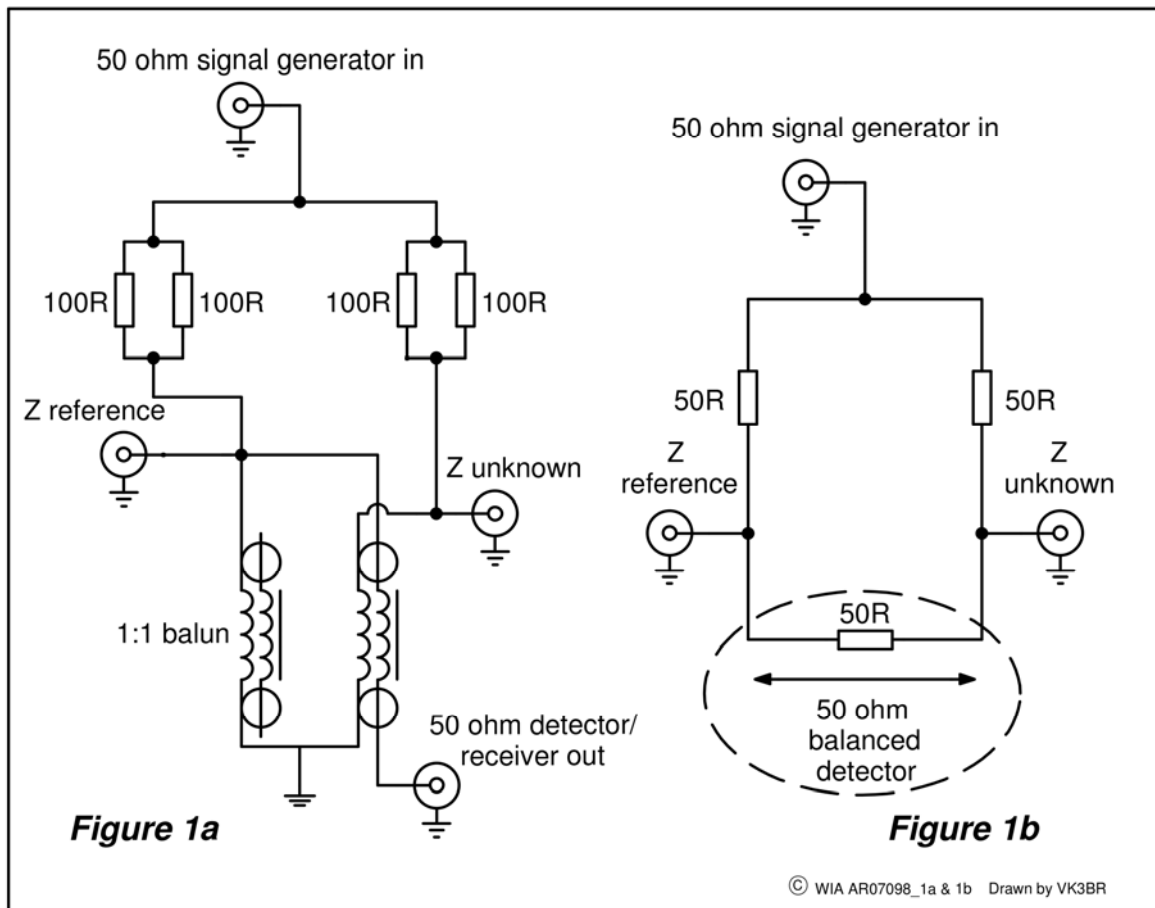 50 ohm signal generator in
100R
100R
100R
100R
Z reference
Z unknown
1:1 balun
50 ohm detector/
receiver out
Figure 1a
50 ohm signal generator in
50R
50R
Z
reference
Z
unknown
50R
50 ohm
balanced
detector
Figure 1b
© WIA AR07098_1a & 1b Drawn by VK3BR